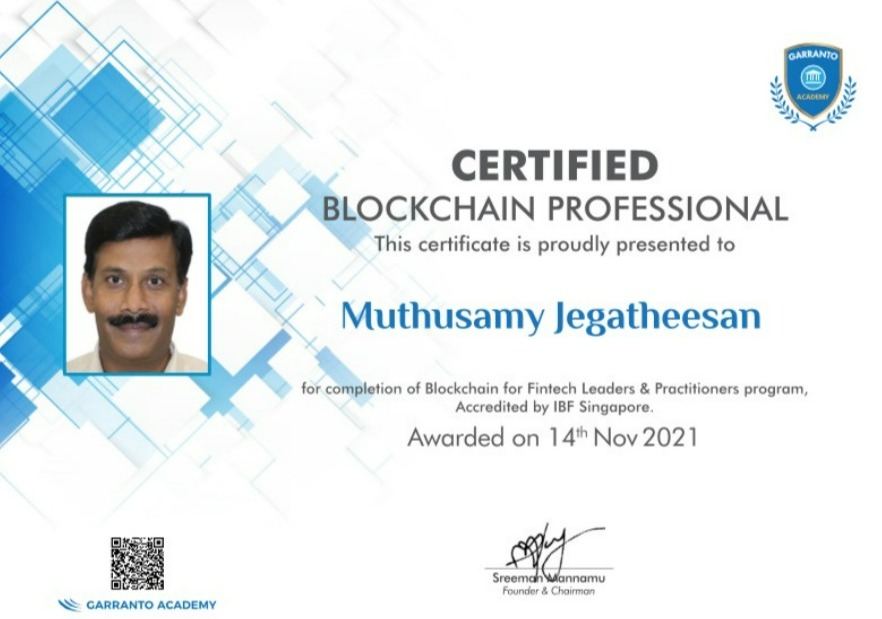 GARRANTO
ACADEMY
CERTIFIED
BLOCKCHAIN PROFESSIONAL
This certificate is proudly presented to
Muthusamy Jegatheesan
for completion of Blockchain for Fintech Leaders & Practitioners program,
Accredited by IBF Singapore.
Awarded on 14th Nov 2021
Sreeman Mannamu
Founder & Chairman
GARRANTO ACADEMY